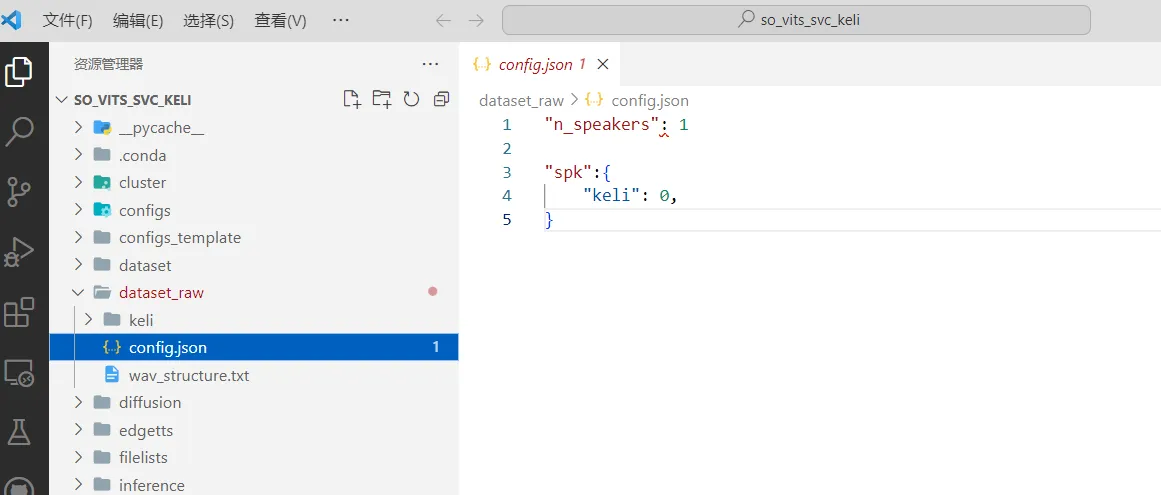 文件(F) 编辑(E) 选择(S) 查看(V) ··· so_vits_svc_keli
资源管理器 ···
SO_VITS_SVC_KELI
__pycache__
.conda
cluster
configs
configs_template
dataset
dataset_raw
keli
config.json 1
wav_structure.txt
diffusion
edgetts
filelists
inference
{..} config.json 1
dataset_raw > {..} config.json
1 "n_speakers": 1
2
3 "spk":{
4 "keli": 0,
5 }